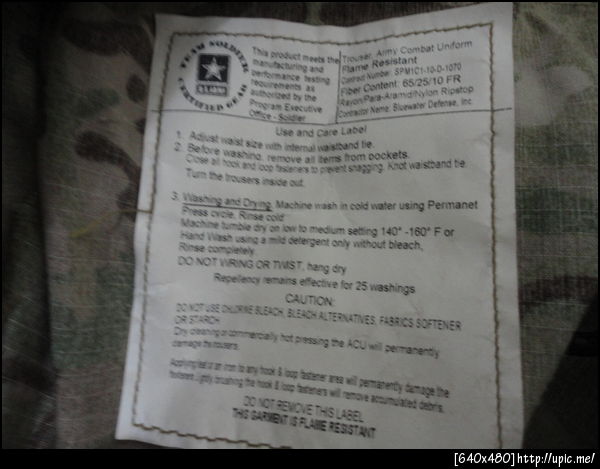 TEAM SOLDIER
U.S. ARMY
CERTIFIED GEAR
This product meets the
manufacturing and
performance testing
requirements as
authorized by the
Program Executive
Office - Soldier
Trouser, Army Combat Uniform
Flame Resistant
Contract Number: SPM1C1-10-D-1070
Fiber Content: 65/25/10 FR
Rayon/Para-Aramid/Nylon Ripstop
Contractor Name: Bluewater Defense, Inc.
Use and Care Label
1. Adjust waist size with internal waistband tie.
2. Before washing, remove all items from pockets.
Close all hook and loop fasteners to prevent snagging. Knot waistband tie.
Turn the trousers inside out.
3. Washing and Drying. Machine wash in cold water using Permanet
Press cycle. Rinse cold
Machine tumble dry on low to medium setting 140° -160° F or
Hand Wash using a mild detergent only without bleach,
Rinse completely.
DO NOT WRING OR TWIST, hang dry
Repellency remains effective for 25 washings
CAUTION:
DO NOT USE CHLORINE BLEACH, BLEACH ALTERNATIVES, FABRICS SOFTENER
OR STARCH.
Dry cleaning or commercially hot pressing the ACU will permanently
damage the trousers.
Applying heat or an iron to any hook & loop fastener area will permanently damage the
fasteners. Lightly brushing the hook & loop fasteners will remove accumulated debris.
DO NOT REMOVE THIS LABEL
THIS GARMENT IS FLAME RESISTANT
[640x480]http://upic.me/